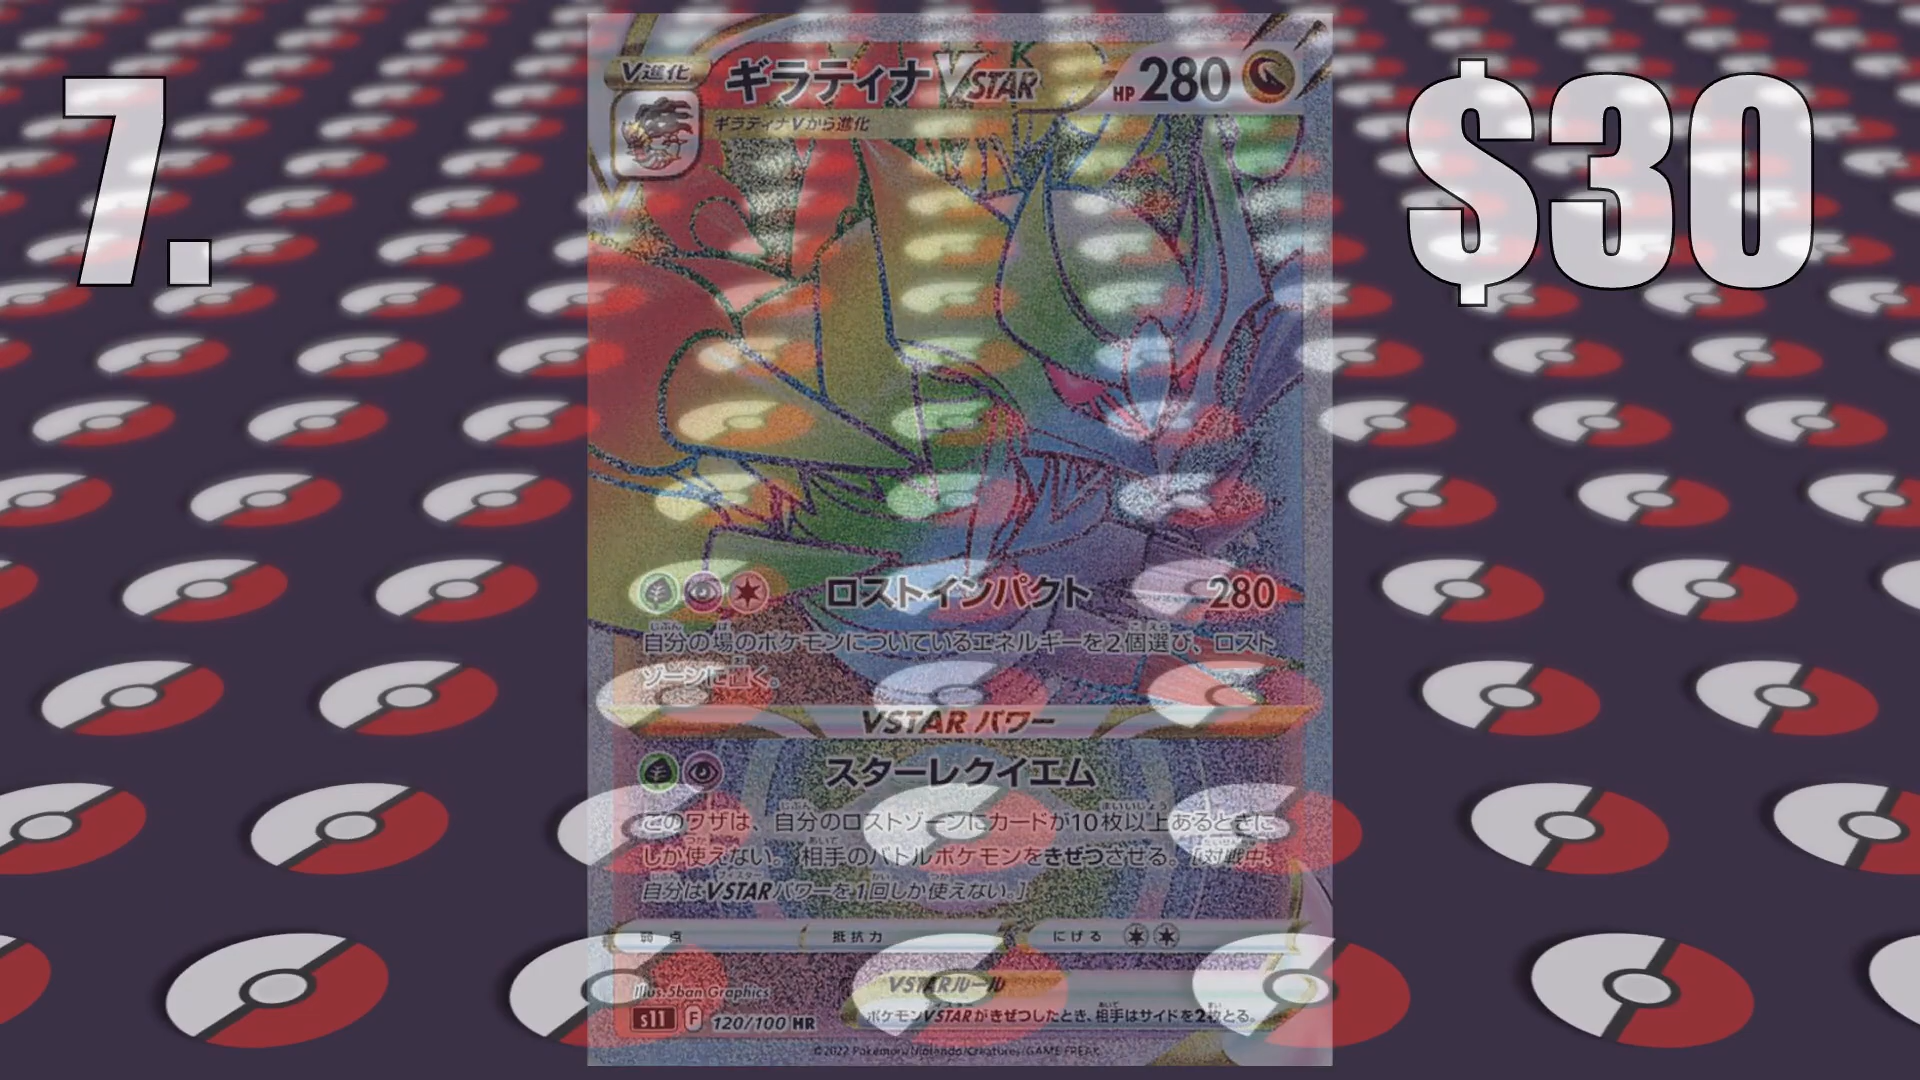 7.
$30
V進化
ギラティナVSTAR
HP 280
ギラティナVから進化
ロストインパクト 280
自分の場のポケモンについているエネルギーを2個選び、ロスト
ゾーンに置く。
VSTARパワー
スターレクイエム
このワザは、自分のロストゾーンにカードが10枚以上あるときに
しか使えない。相手のバトルポケモンをきぜつさせる。[対戦中、
自分はVSTARパワーを1回しか使えない。]
弱点 抵抗力 にげる
Illus. 5ban Graphics
VSTARルール
s11 F 120/100 HR
ポケモンVSTARがきぜつしたとき、相手はサイドを2枚とる。
©2022 Pokémon/Nintendo/Creatures/GAME FREAK